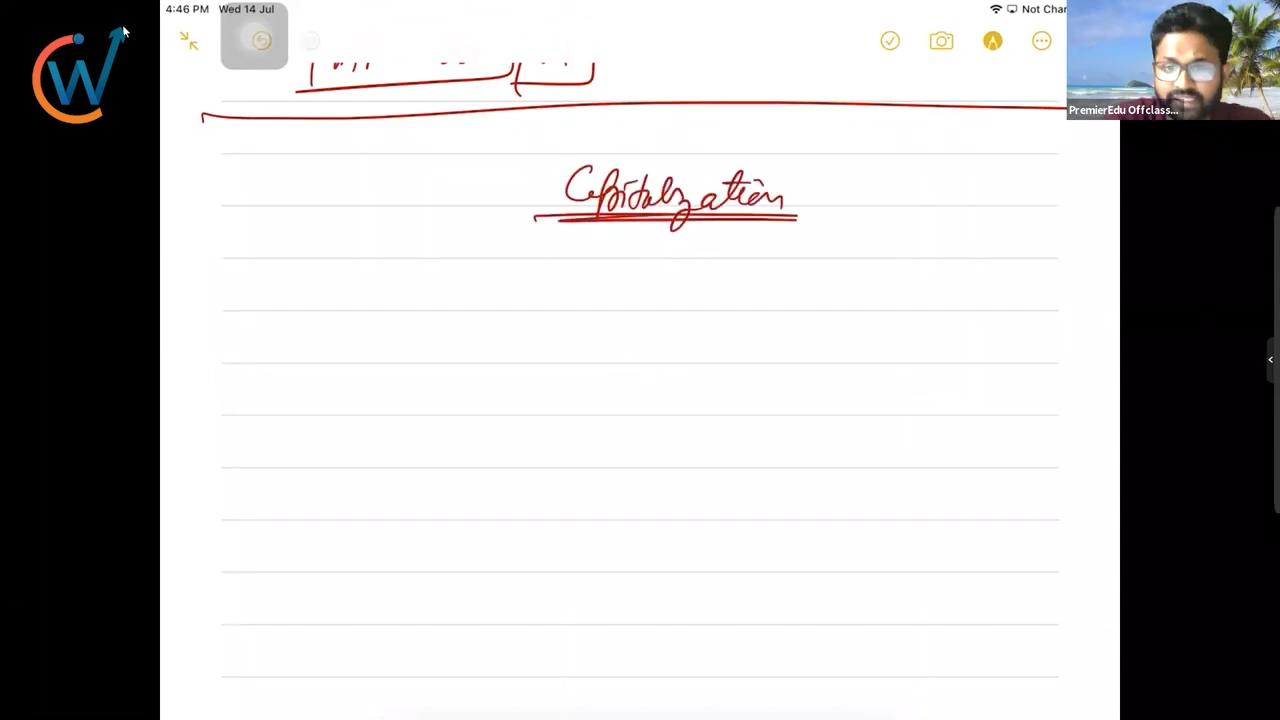 4:46 PM Wed 14 Jul
Not Char
W
PremierEdu Offclass...
Capitalization